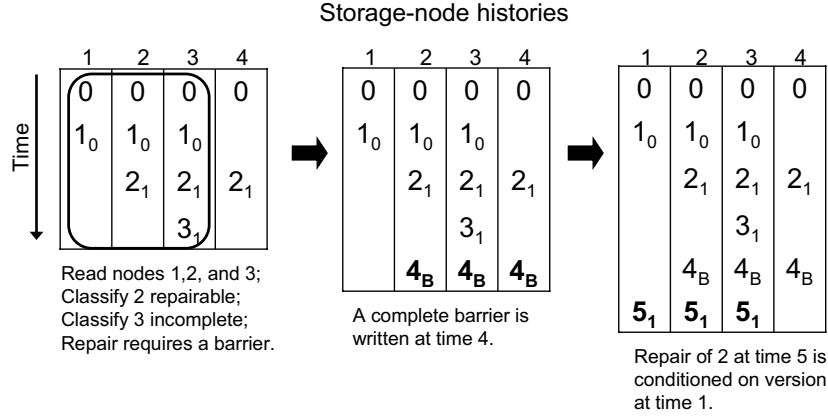 Storage-node histories
1 2 3 4
0 0 0 0
1₀ 1₀ 1₀
2₁ 2₁ 2₁
3₁
Time
Read nodes 1,2, and 3;
Classify 2 repairable;
Classify 3 incomplete;
Repair requires a barrier.
1 2 3 4
0 0 0 0
1₀ 1₀ 1₀
2₁ 2₁ 2₁
3₁
4B 4B 4B
A complete barrier is
written at time 4.
1 2 3 4
0 0 0 0
1₀ 1₀ 1₀
2₁ 2₁ 2₁
3₁
4B 4B 4B
5₁ 5₁ 5₁
Repair of 2 at time 5 is
conditioned on version
at time 1.